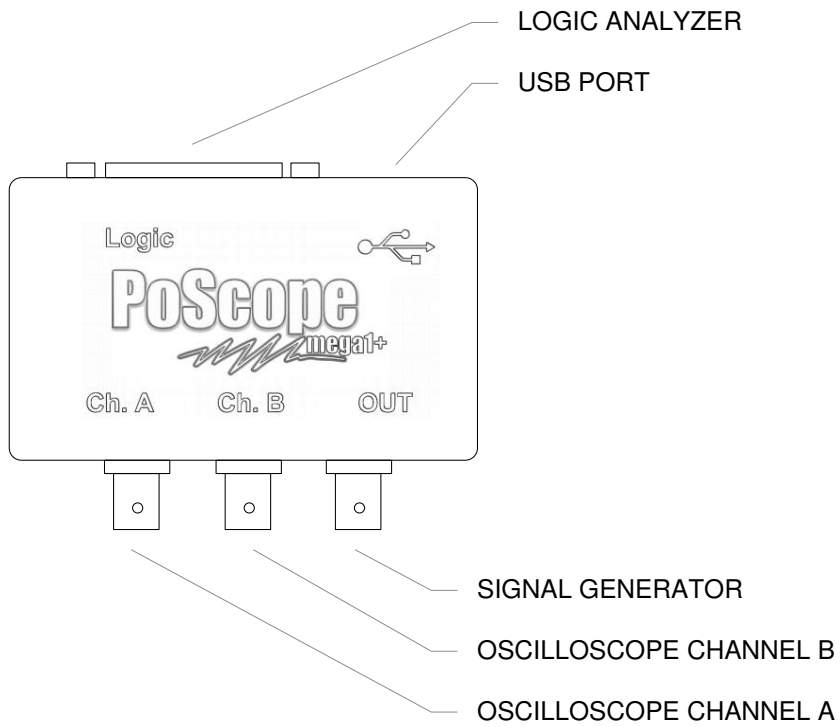 LOGIC ANALYZER
USB PORT
Logic
PoScope
mega1+
Ch. A Ch. B OUT
SIGNAL GENERATOR
OSCILLOSCOPE CHANNEL B
OSCILLOSCOPE CHANNEL A